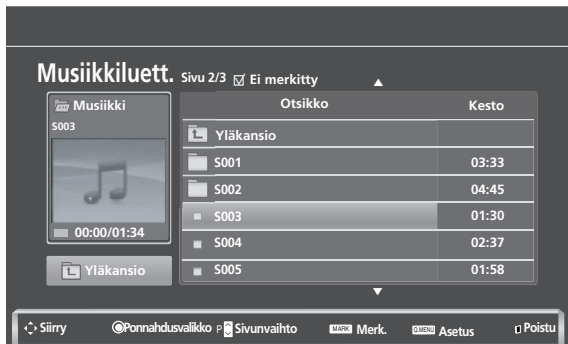 Musiikkiluett. Sivu 2/3 Ei merkitty
Musiikki
S003
00:00/01:34
Yläkansio
Otsikko Kesto
Yläkansio
S001 03:33
S002 04:45
S003 01:30
S004 02:37
S005 01:58
Siirry Ponnahdusvalikko P Sivunvaihto MARK Merk. Q.MENU Asetus Poistu